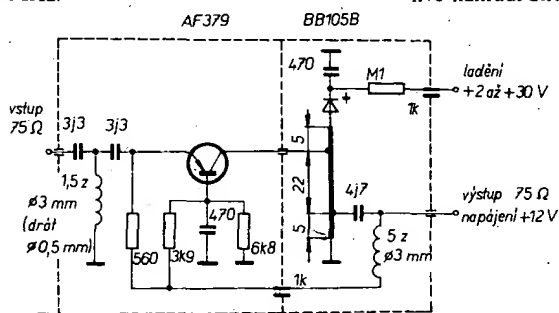 AF379
BB105B
470
M1
ladění
+2 až +30 V
1k
vstup
75 Ω
3j3
3j3
5
1,5 z
ø3 mm
(drát
ø0,5 mm)
22
4j7
výstup 75 Ω
napájení +12 V
560
3k9
470
6k8
5
5 z
ø3 mm
1k